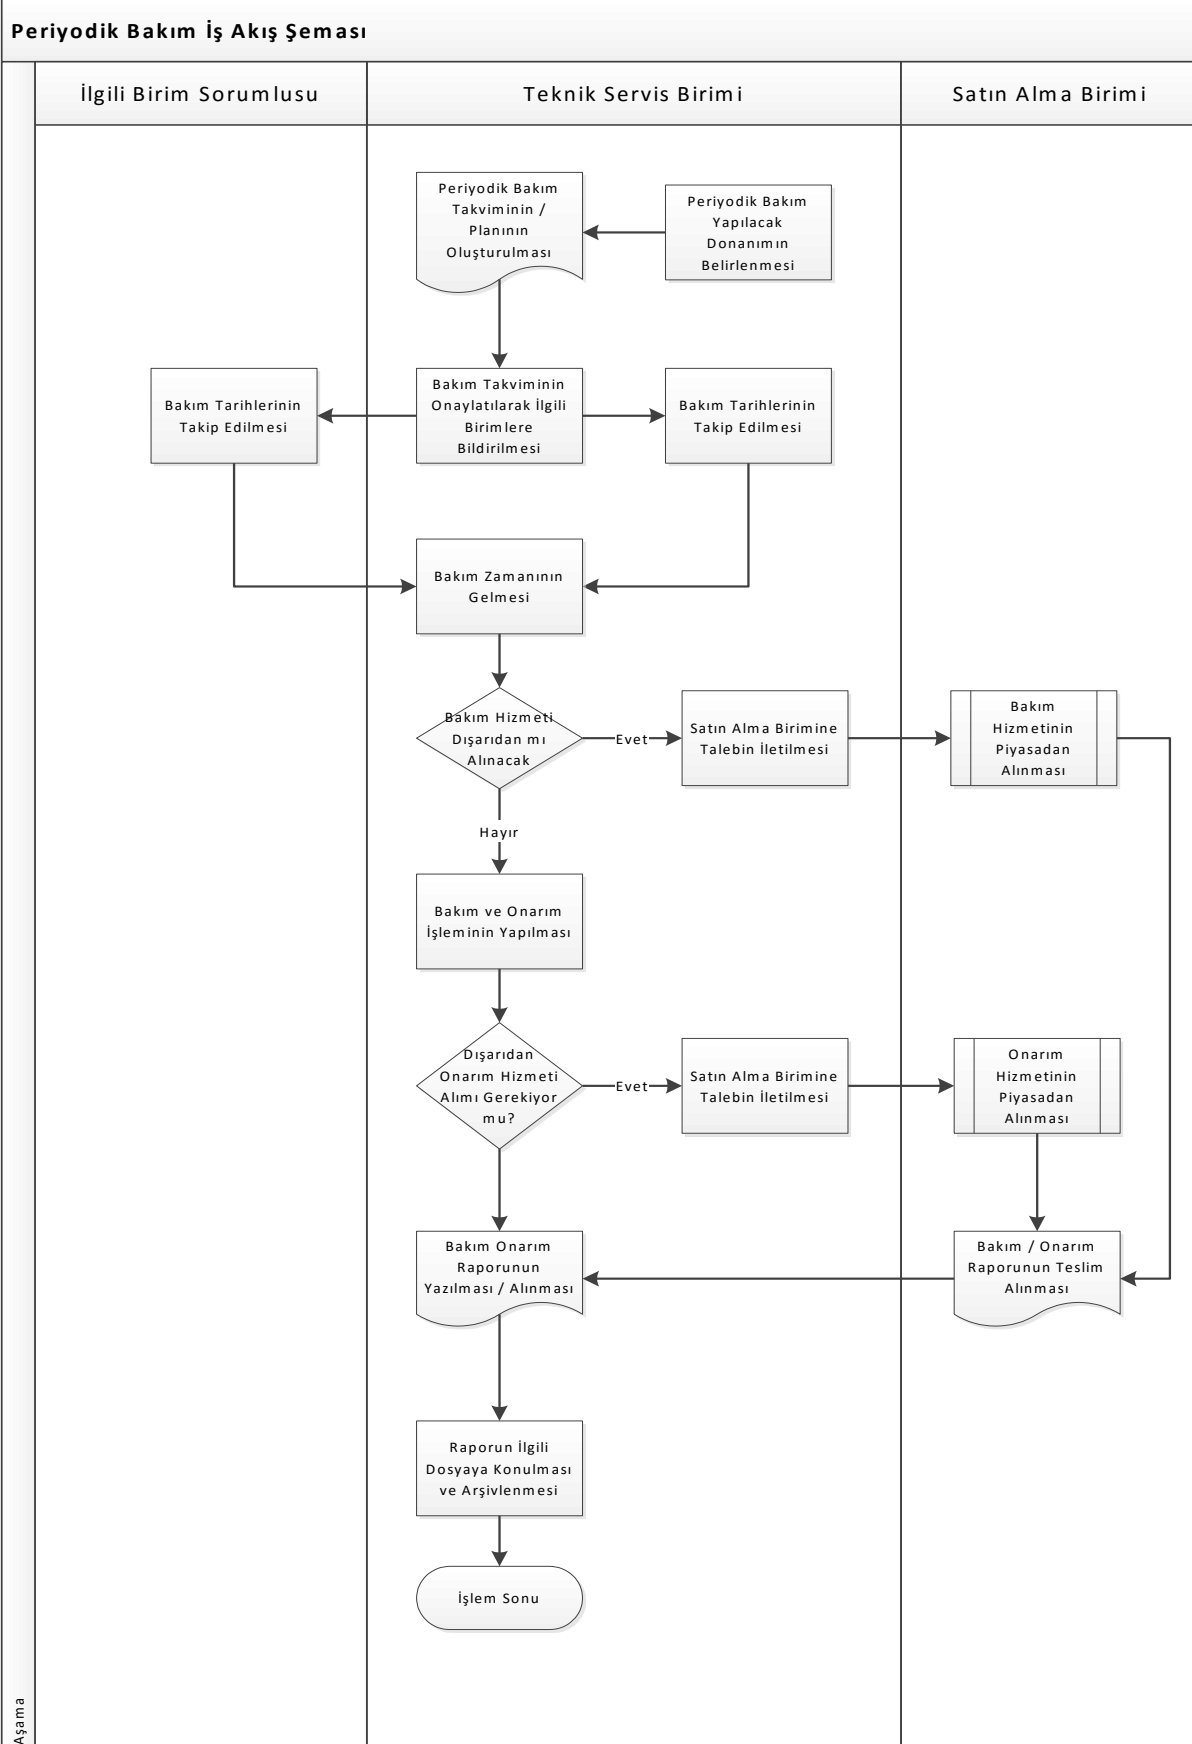 Periyodik Bakım İş Akış Şeması
İlgili Birim Sorumlusu
Teknik Servis Birimi
Satın Alma Birimi
Periyodik Bakım
Takviminin /
Planının
Oluşturulması
Periyodik Bakım
Yapılacak
Donanımın
Belirlenmesi
Bakım Tarihlerinin
Takip Edilmesi
Bakım Takviminin
Onaylatılarak İlgili
Birimlere
Bildirilmesi
Bakım Tarihlerinin
Takip Edilmesi
Bakım Zamanının
Gelmesi
Bakım Hizmeti
Dışarıdan mı
Alınacak
Evet
Satın Alma Birimine
Talebin İletilmesi
Bakım
Hizmetinin
Piyasadan
Alınması
Hayır
Bakım ve Onarım
İşleminin Yapılması
Dışarıdan
Onarım Hizmeti
Alımı Gerekiyor
mu?
Evet
Satın Alma Birimine
Talebin İletilmesi
Onarım
Hizmetinin
Piyasadan
Alınması
Bakım Onarım
Raporunun
Yazılması / Alınması
Bakım / Onarım
Raporunun Teslim
Alınması
Raporun İlgili
Dosyaya Konulması
ve Arşivlenmesi
İşlem Sonu
Aşama